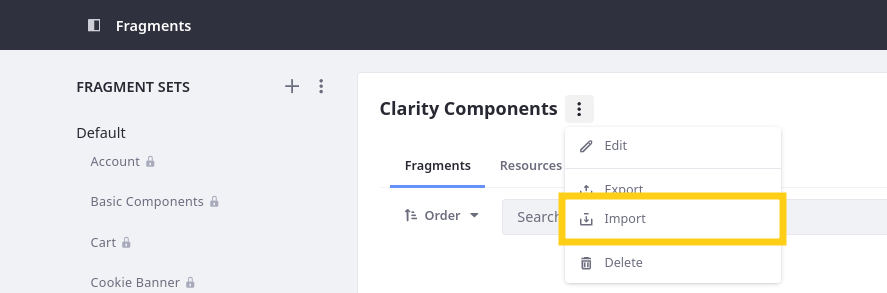 Fragments
FRAGMENT SETS
Default
Account
Basic Components
Cart
Cookie Banner
Clarity Components
Edit
Fragments
Resources
Export
Order
Search
Import
Delete